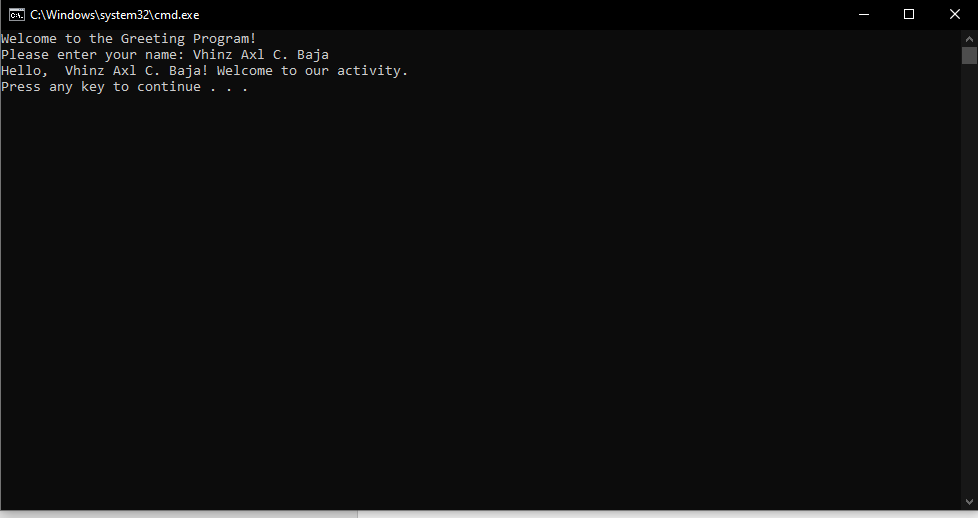 C:\Windows\system32\cmd.exe
Welcome to the Greeting Program!
Please enter your name: Vhinz Axl C. Baja
Hello,  Vhinz Axl C. Baja! Welcome to our activity.
Press any key to continue . . .